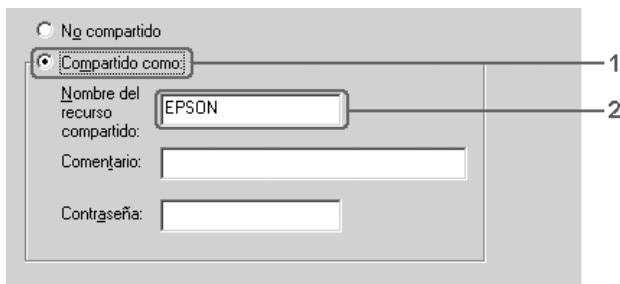 No compartido
Compartido como:
1
Nombre del
recurso
compartido:
EPSON
2
Comentario:
Contraseña: